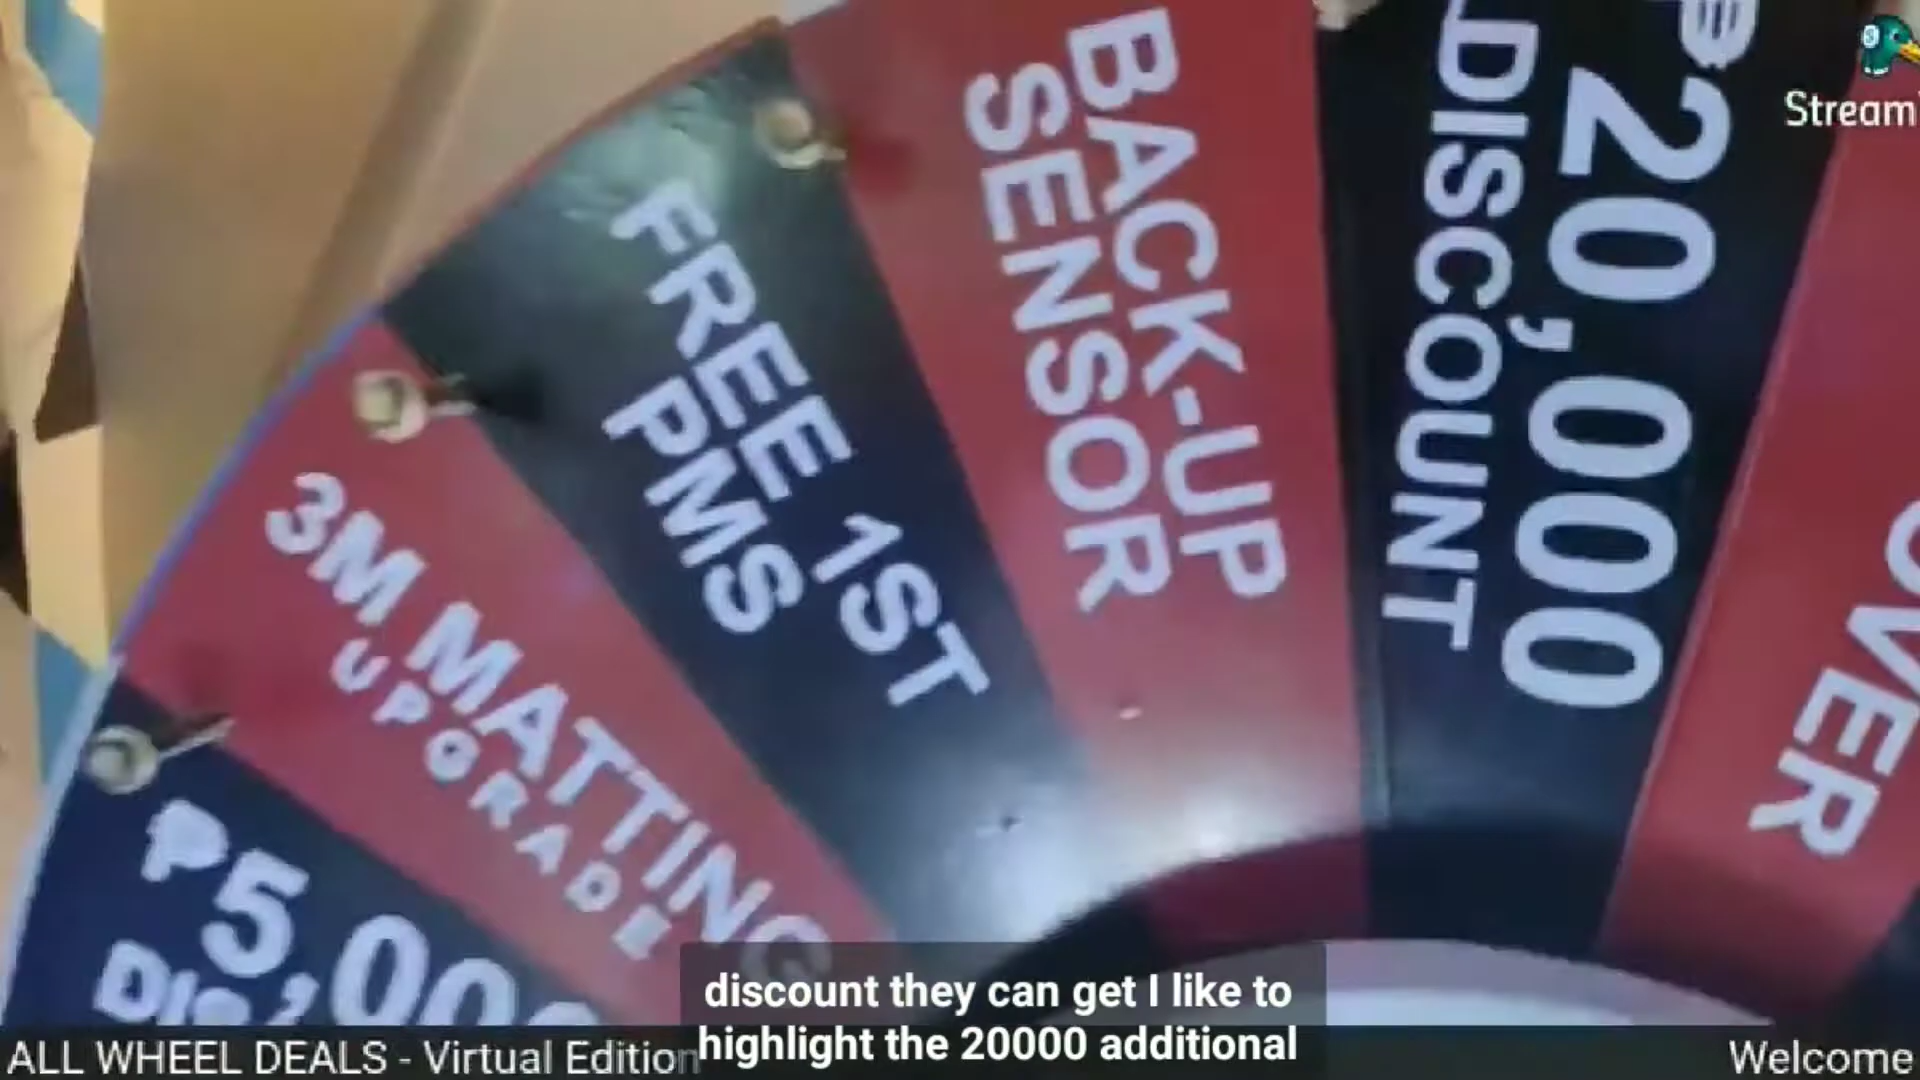 BACK-UP
SENSOR
₱20,000
DISCOUNT
FREE 1ST
PMS
3M MATTING
UPGRADE
₱5,00
OVER
Stream
discount they can get I like to
highlight the 20000 additional
ALL WHEEL DEALS - Virtual Edition
Welcome